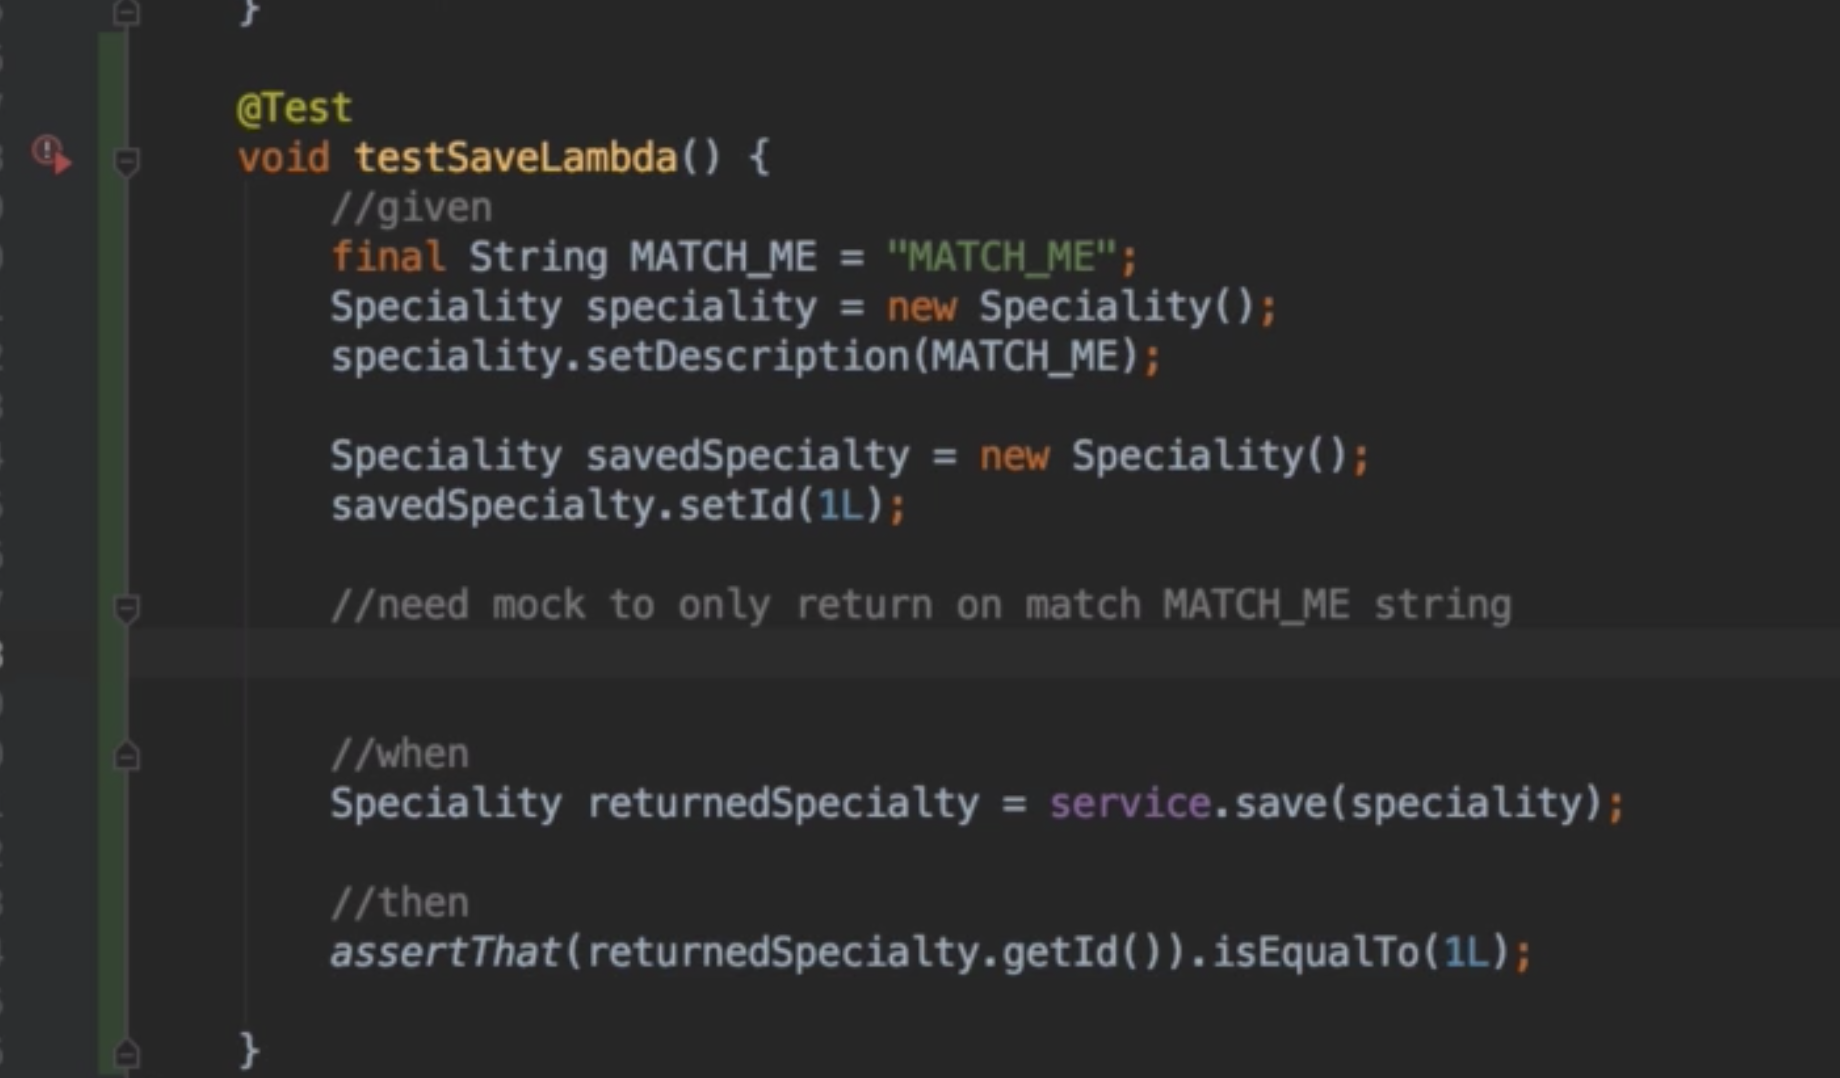 }
@Test
void testSaveLambda() {
//given
final String MATCH_ME = "MATCH_ME";
Speciality speciality = new Speciality();
speciality.setDescription(MATCH_ME);
Speciality savedSpecialty = new Speciality();
savedSpecialty.setId(1L);
//need mock to only return on match MATCH_ME string
//when
Speciality returnedSpecialty = service.save(speciality);
//then
assertThat(returnedSpecialty.getId()).isEqualTo(1L);
}